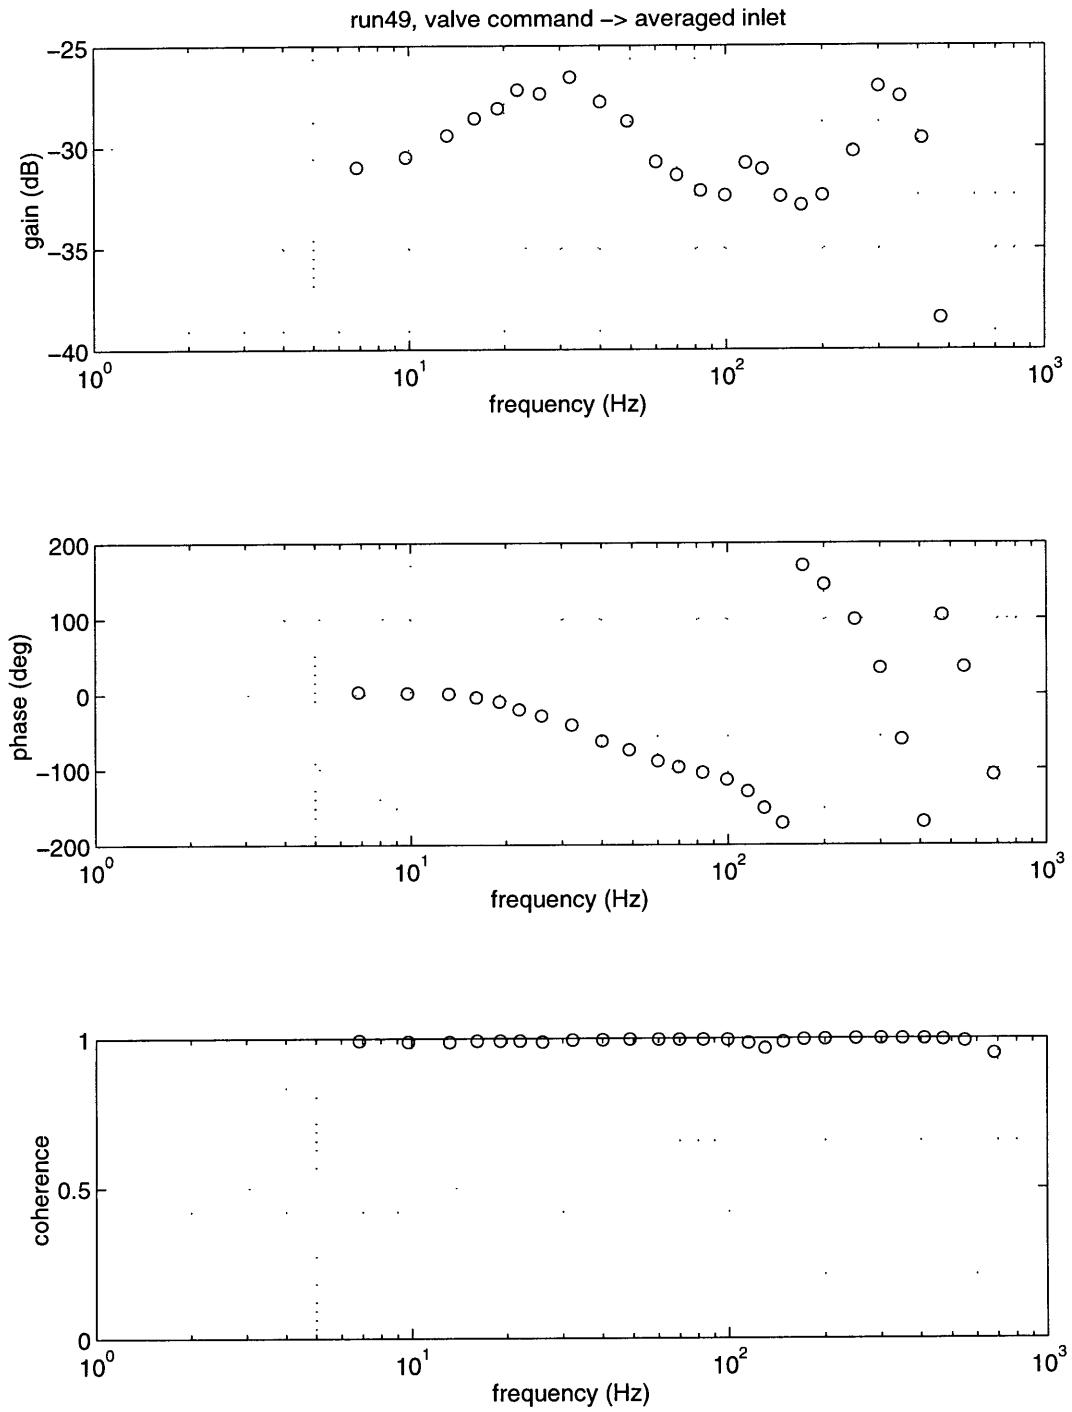 run49, valve command −> averaged inlet
−25
−30
−35
−40
gain (dB)
10^0 10^1 10^2 10^3
frequency (Hz)
200
100
0
−100
−200
phase (deg)
10^0 10^1 10^2 10^3
frequency (Hz)
1
0.5
0
coherence
10^0 10^1 10^2 10^3
frequency (Hz)